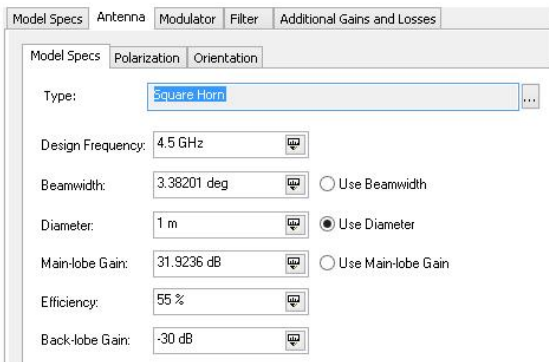 Model Specs Antenna Modulator Filter Additional Gains and Losses
Model Specs Polarization Orientation
Type: Square Horn ...
Design Frequency: 4.5 GHz
Beamwidth: 3.38201 deg Use Beamwidth
Diameter: 1 m Use Diameter
Main-lobe Gain: 31.9236 dB Use Main-lobe Gain
Efficiency: 55 %
Back-lobe Gain: -30 dB